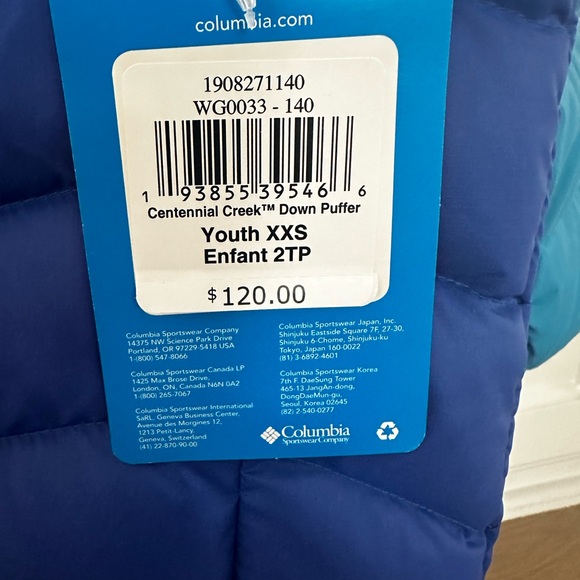 columbia.com
1908271140
WG0033 - 140
1 93855 39546 6
Centennial Creek™ Down Puffer
Youth XXS
Enfant 2TP
$120.00
Columbia Sportswear Company
14375 NW Science Park Drive
Portland, OR 97229-5418 USA
1-(800) 547-8066
Columbia Sportswear Canada LP
1425 Max Brose Drive,
London, ON, Canada N6N 0A2
1-(800) 265-7067
Columbia Sportswear International
SàRL, Geneva Business Center,
Avenue des Morgines 12,
1213 Petit-Lancy,
Geneva, Switzerland
(41) 22-870-90-00
Columbia Sportswear Japan, Inc.
Shinjuku Eastside Square 7F, 27-30,
Shinjuku 6-Chome, Shinjuku-ku
Tokyo, Japan 160-0022
(81) 3-6892-4601
Columbia Sportswear Korea
7th F. DaeSung Tower
465-13 JangAn-dong,
DongDaeMun-gu,
Seoul, Korea 02645
(82) 2-540-0277
Columbia
Sportswear Company